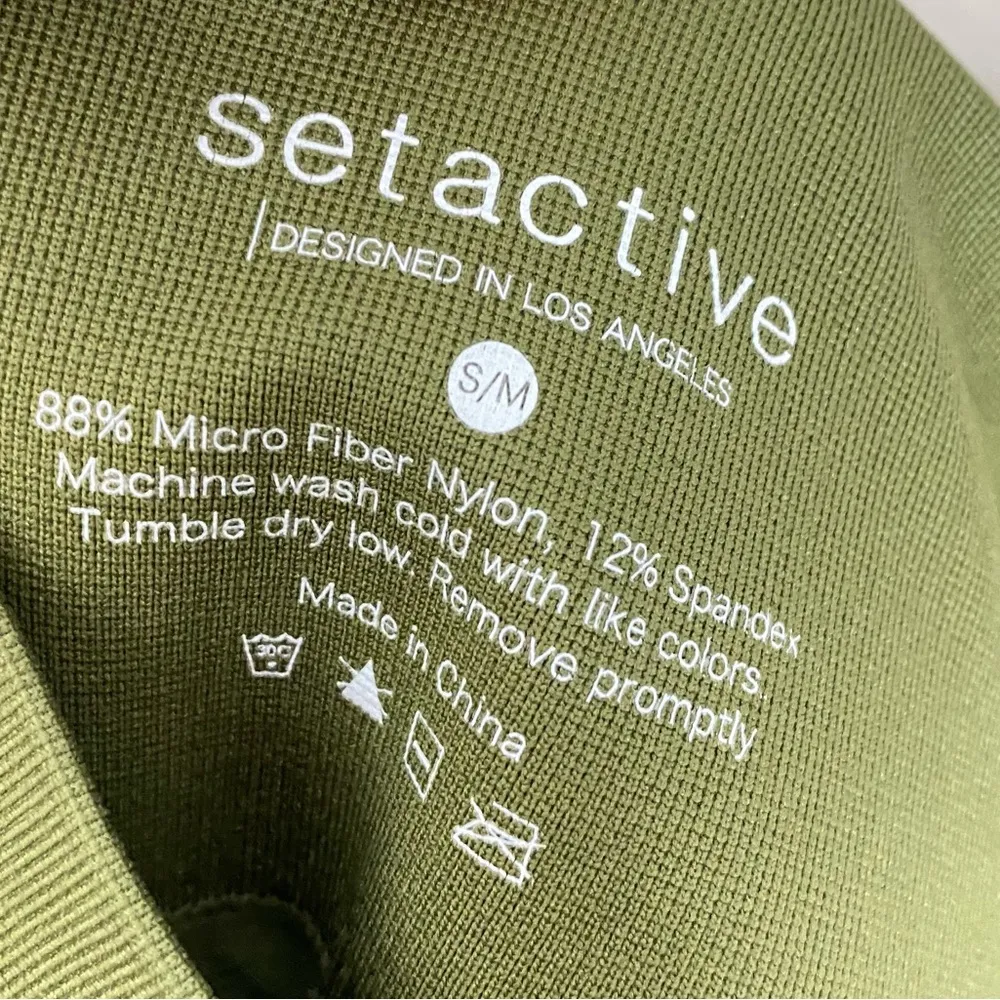 setactive
DESIGNED IN LOS ANGELES
S/M
88% Micro Fiber Nylon, 12% Spandex
Machine wash cold with like colors.
Tumble dry low. Remove promptly
Made in China
30C